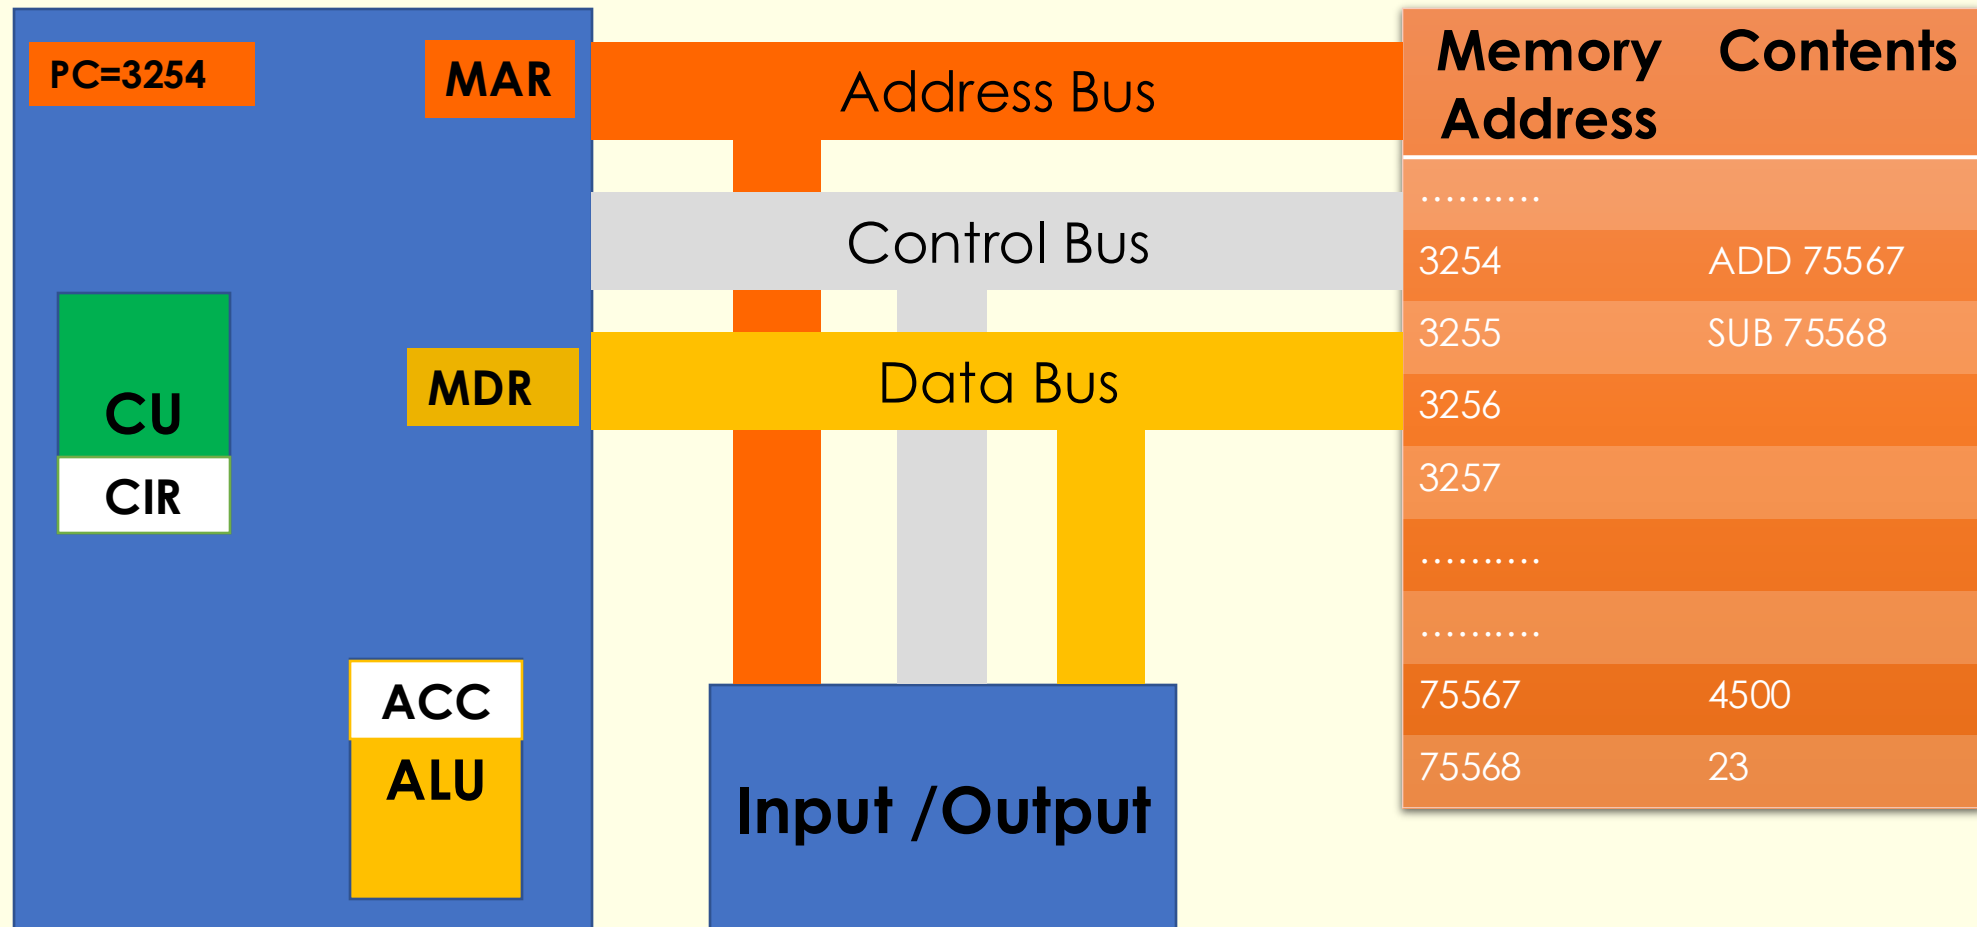 PC=3254
MAR
Address Bus
Control Bus
MDR
Data Bus
CU
CIR
ACC
ALU
Input /Output
Memory Contents
Address
..........
3254 ADD 75567
3255 SUB 75568
3256
3257
..........
..........
75567 4500
75568 23